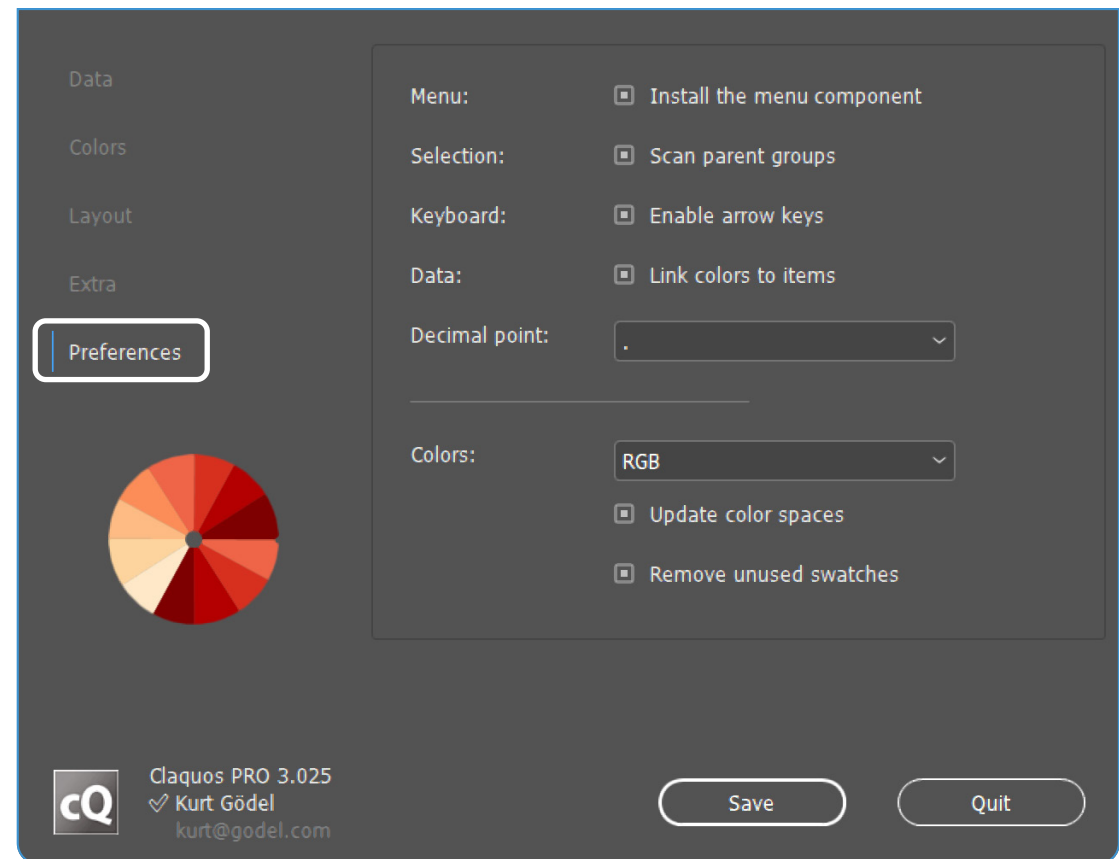 Data
Colors
Layout
Extra
Preferences
Menu: Install the menu component
Selection: Scan parent groups
Keyboard: Enable arrow keys
Data: Link colors to items
Decimal point: .
Colors: RGB
Update color spaces
Remove unused swatches
cQ
Claquos PRO 3.025
Kurt Gödel
kurt@godel.com
Save
Quit